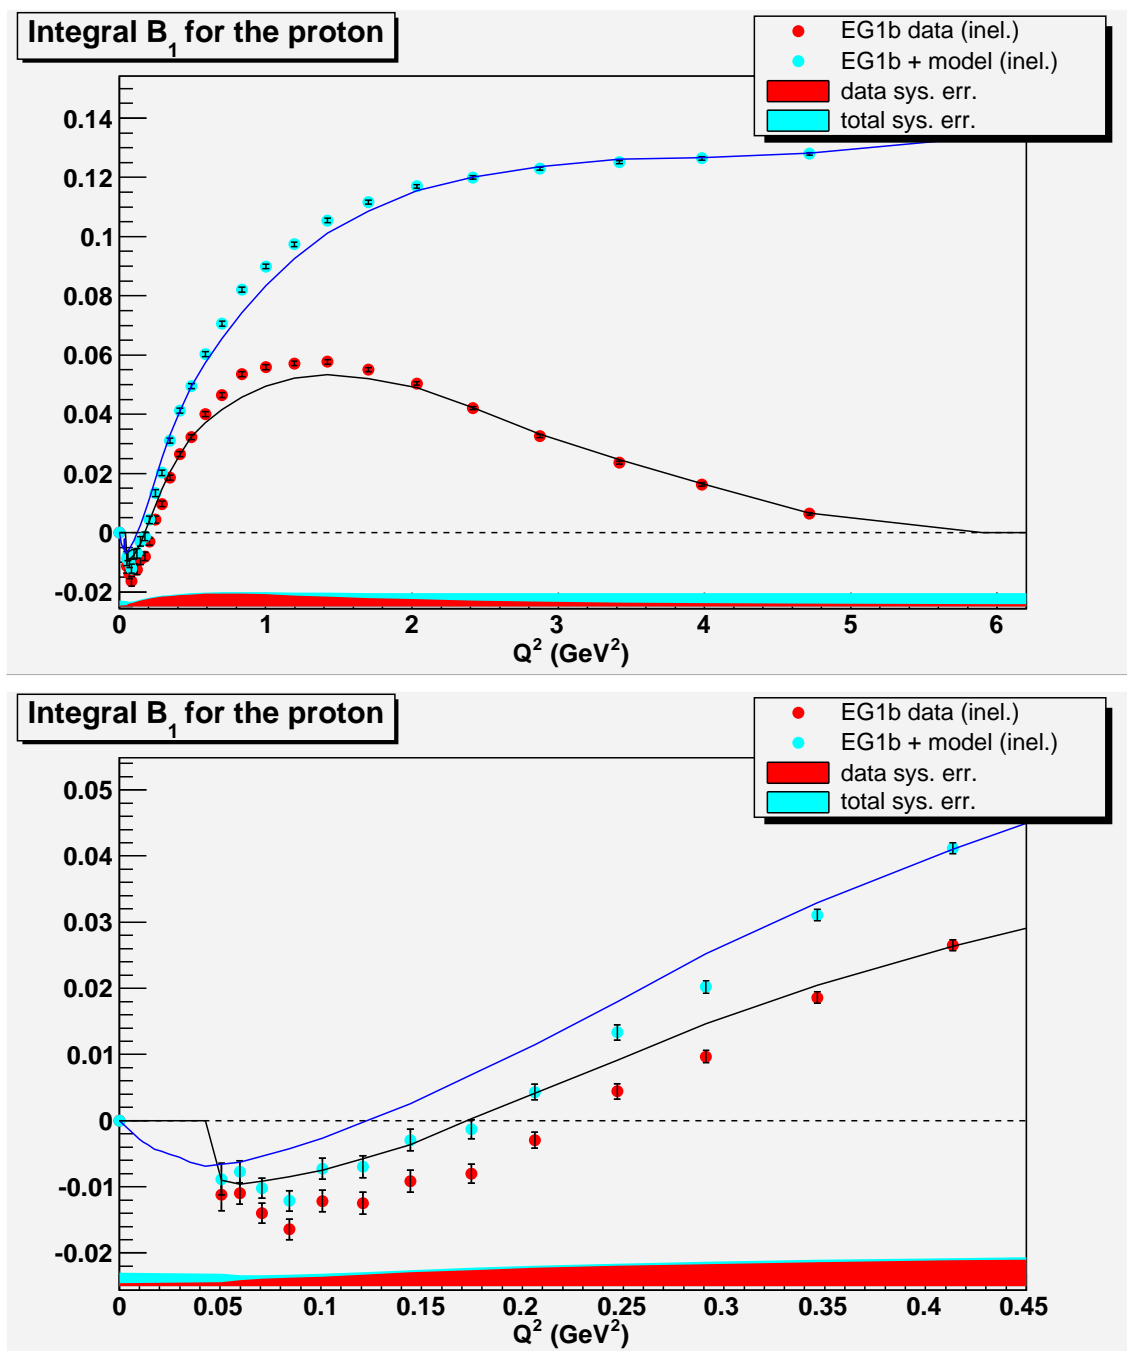 Integral B1 for the proton
EG1b data (inel.)
EG1b + model (inel.)
data sys. err.
total sys. err.
0.14
0.12
0.1
0.08
0.06
0.04
0.02
0
-0.02
0 1 2 3 4 5 6
Q2 (GeV2)
Integral B1 for the proton
EG1b data (inel.)
EG1b + model (inel.)
data sys. err.
total sys. err.
0.05
0.04
0.03
0.02
0.01
0
-0.01
-0.02
0 0.05 0.1 0.15 0.2 0.25 0.3 0.35 0.4 0.45
Q2 (GeV2)